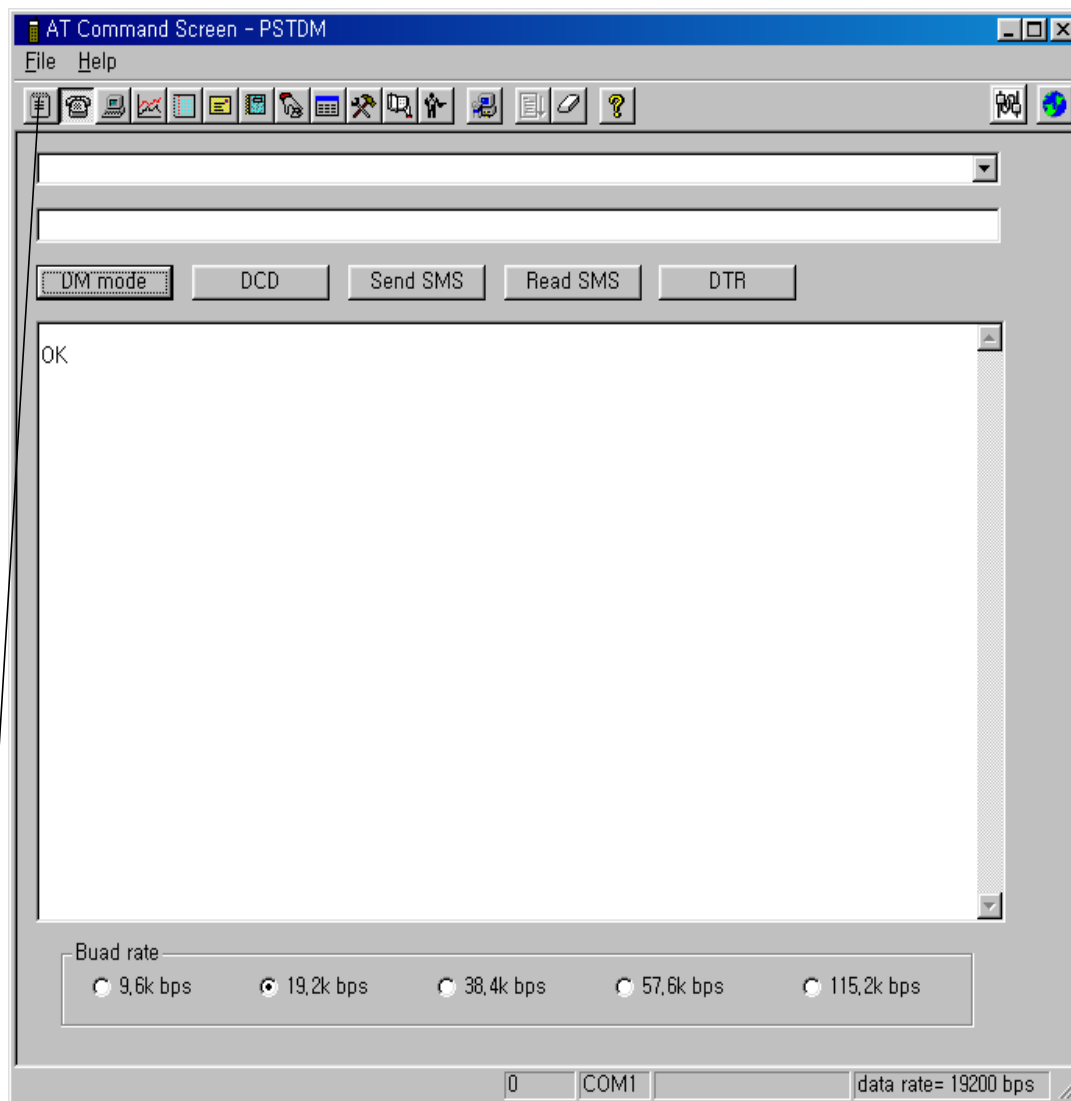 AT Command Screen - PSTDM
File Help
DM mode DCD Send SMS Read SMS DTR
OK
Buad rate
9,6k bps 19,2k bps 38,4k bps 57,6k bps 115,2k bps
0 COM1 data rate= 19200 bps